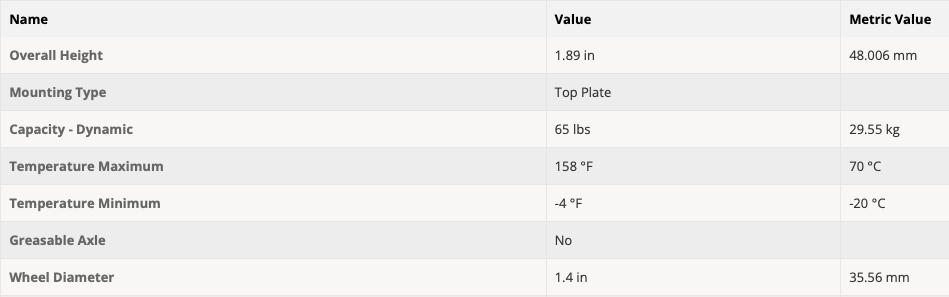 Name Value Metric Value
Overall Height 1.89 in 48.006 mm
Mounting Type Top Plate
Capacity - Dynamic 65 lbs 29.55 kg
Temperature Maximum 158 °F 70 °C
Temperature Minimum -4 °F -20 °C
Greasable Axle No
Wheel Diameter 1.4 in 35.56 mm